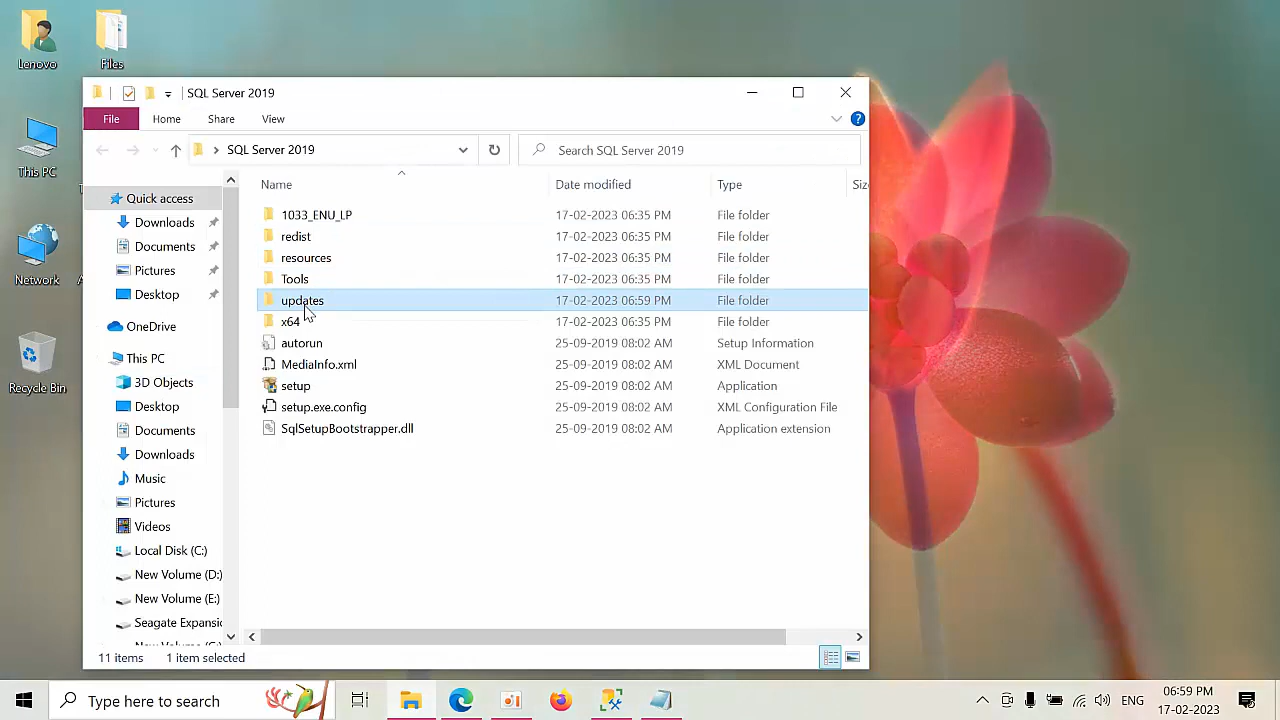 Lenovo
Files
This PC
Network
Recycle Bin
SQL Server 2019
File
Home
Share
View
SQL Server 2019
Search SQL Server 2019
Quick access
Downloads
Documents
Pictures
Desktop
OneDrive
This PC
3D Objects
Desktop
Documents
Downloads
Music
Pictures
Videos
Local Disk (C:)
New Volume (D:)
New Volume (E:)
Seagate Expansio
Name Date modified Type Siz
1033_ENU_LP 17-02-2023 06:35 PM File folder
redist 17-02-2023 06:35 PM File folder
resources 17-02-2023 06:35 PM File folder
Tools 17-02-2023 06:35 PM File folder
updates 17-02-2023 06:59 PM File folder
x64 17-02-2023 06:35 PM File folder
autorun 25-09-2019 08:02 AM Setup Information
MediaInfo.xml 25-09-2019 08:02 AM XML Document
setup 25-09-2019 08:02 AM Application
setup.exe.config 25-09-2019 08:02 AM XML Configuration File
SqlSetupBootstrapper.dll 25-09-2019 08:02 AM Application extension
11 items 1 item selected
Type here to search
ENG
06:59 PM
17-02-2023